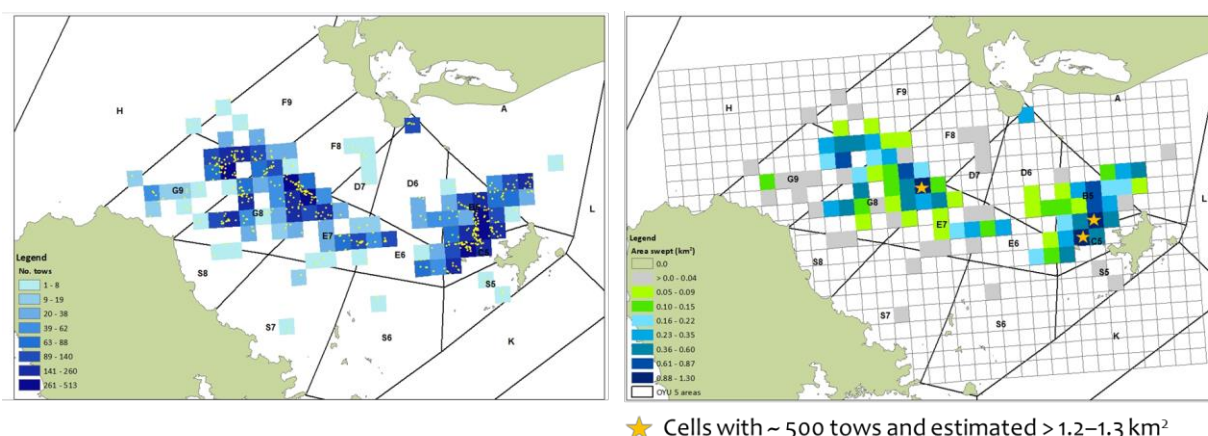 H
F9
A
F8
G9
D7
D6
B5
L
G8
E7
E6
C5
S8
S5
S7
S6
K
Legend
No. tows
1 - 8
9 - 19
20 - 38
39 - 62
63 - 88
89 - 140
141 - 260
261 - 513
H
F9
A
F8
G9
D7
D6
B5
L
G8
E7
E6
C5
S8
S5
S7
S6
K
Legend
Area swept (km²)
0.0
> 0.0 - 0.04
0.05 - 0.09
0.10 - 0.15
0.16 - 0.22
0.23 - 0.35
0.36 - 0.60
0.61 - 0.87
0.88 - 1.30
OYU 5 areas
Cells with ~ 500 tows and estimated > 1.2–1.3 km²